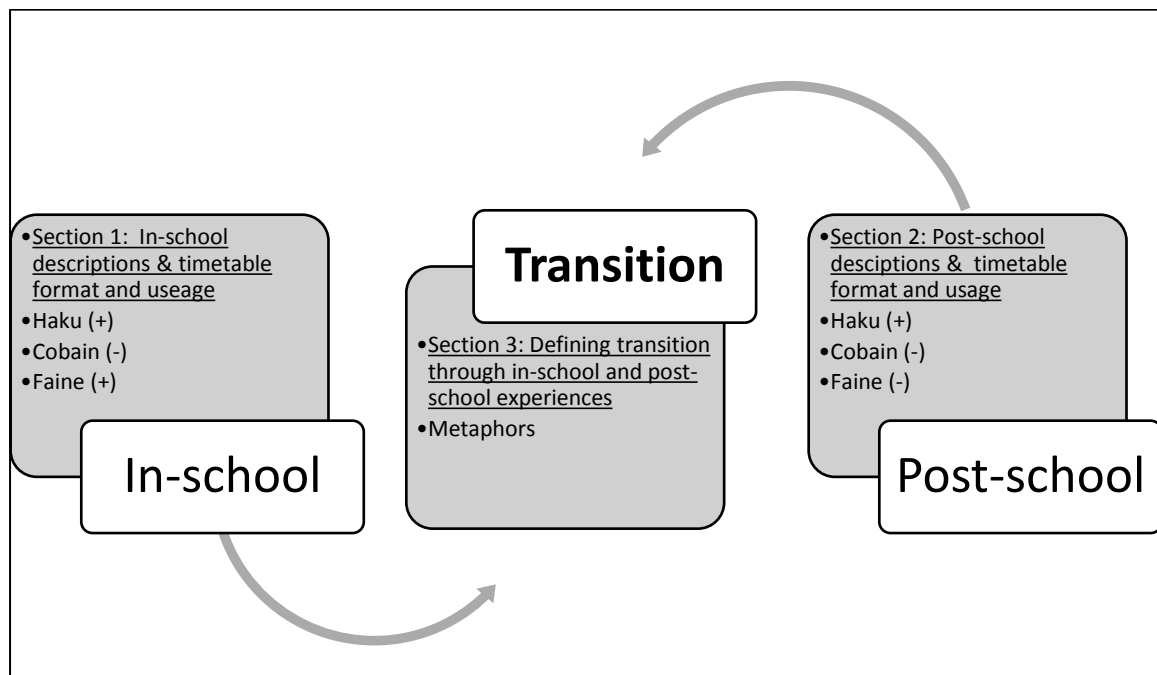 •Section 1:  In-school
descriptions & timetable
format and useage
•Haku (+)
•Cobain (-)
•Faine (+)
In-school
Transition
•Section 3: Defining transition
through in-school and post-
school experiences
•Metaphors
•Section 2: Post-school
desciptions &  timetable
format and usage
•Haku (+)
•Cobain (-)
•Faine (-)
Post-school